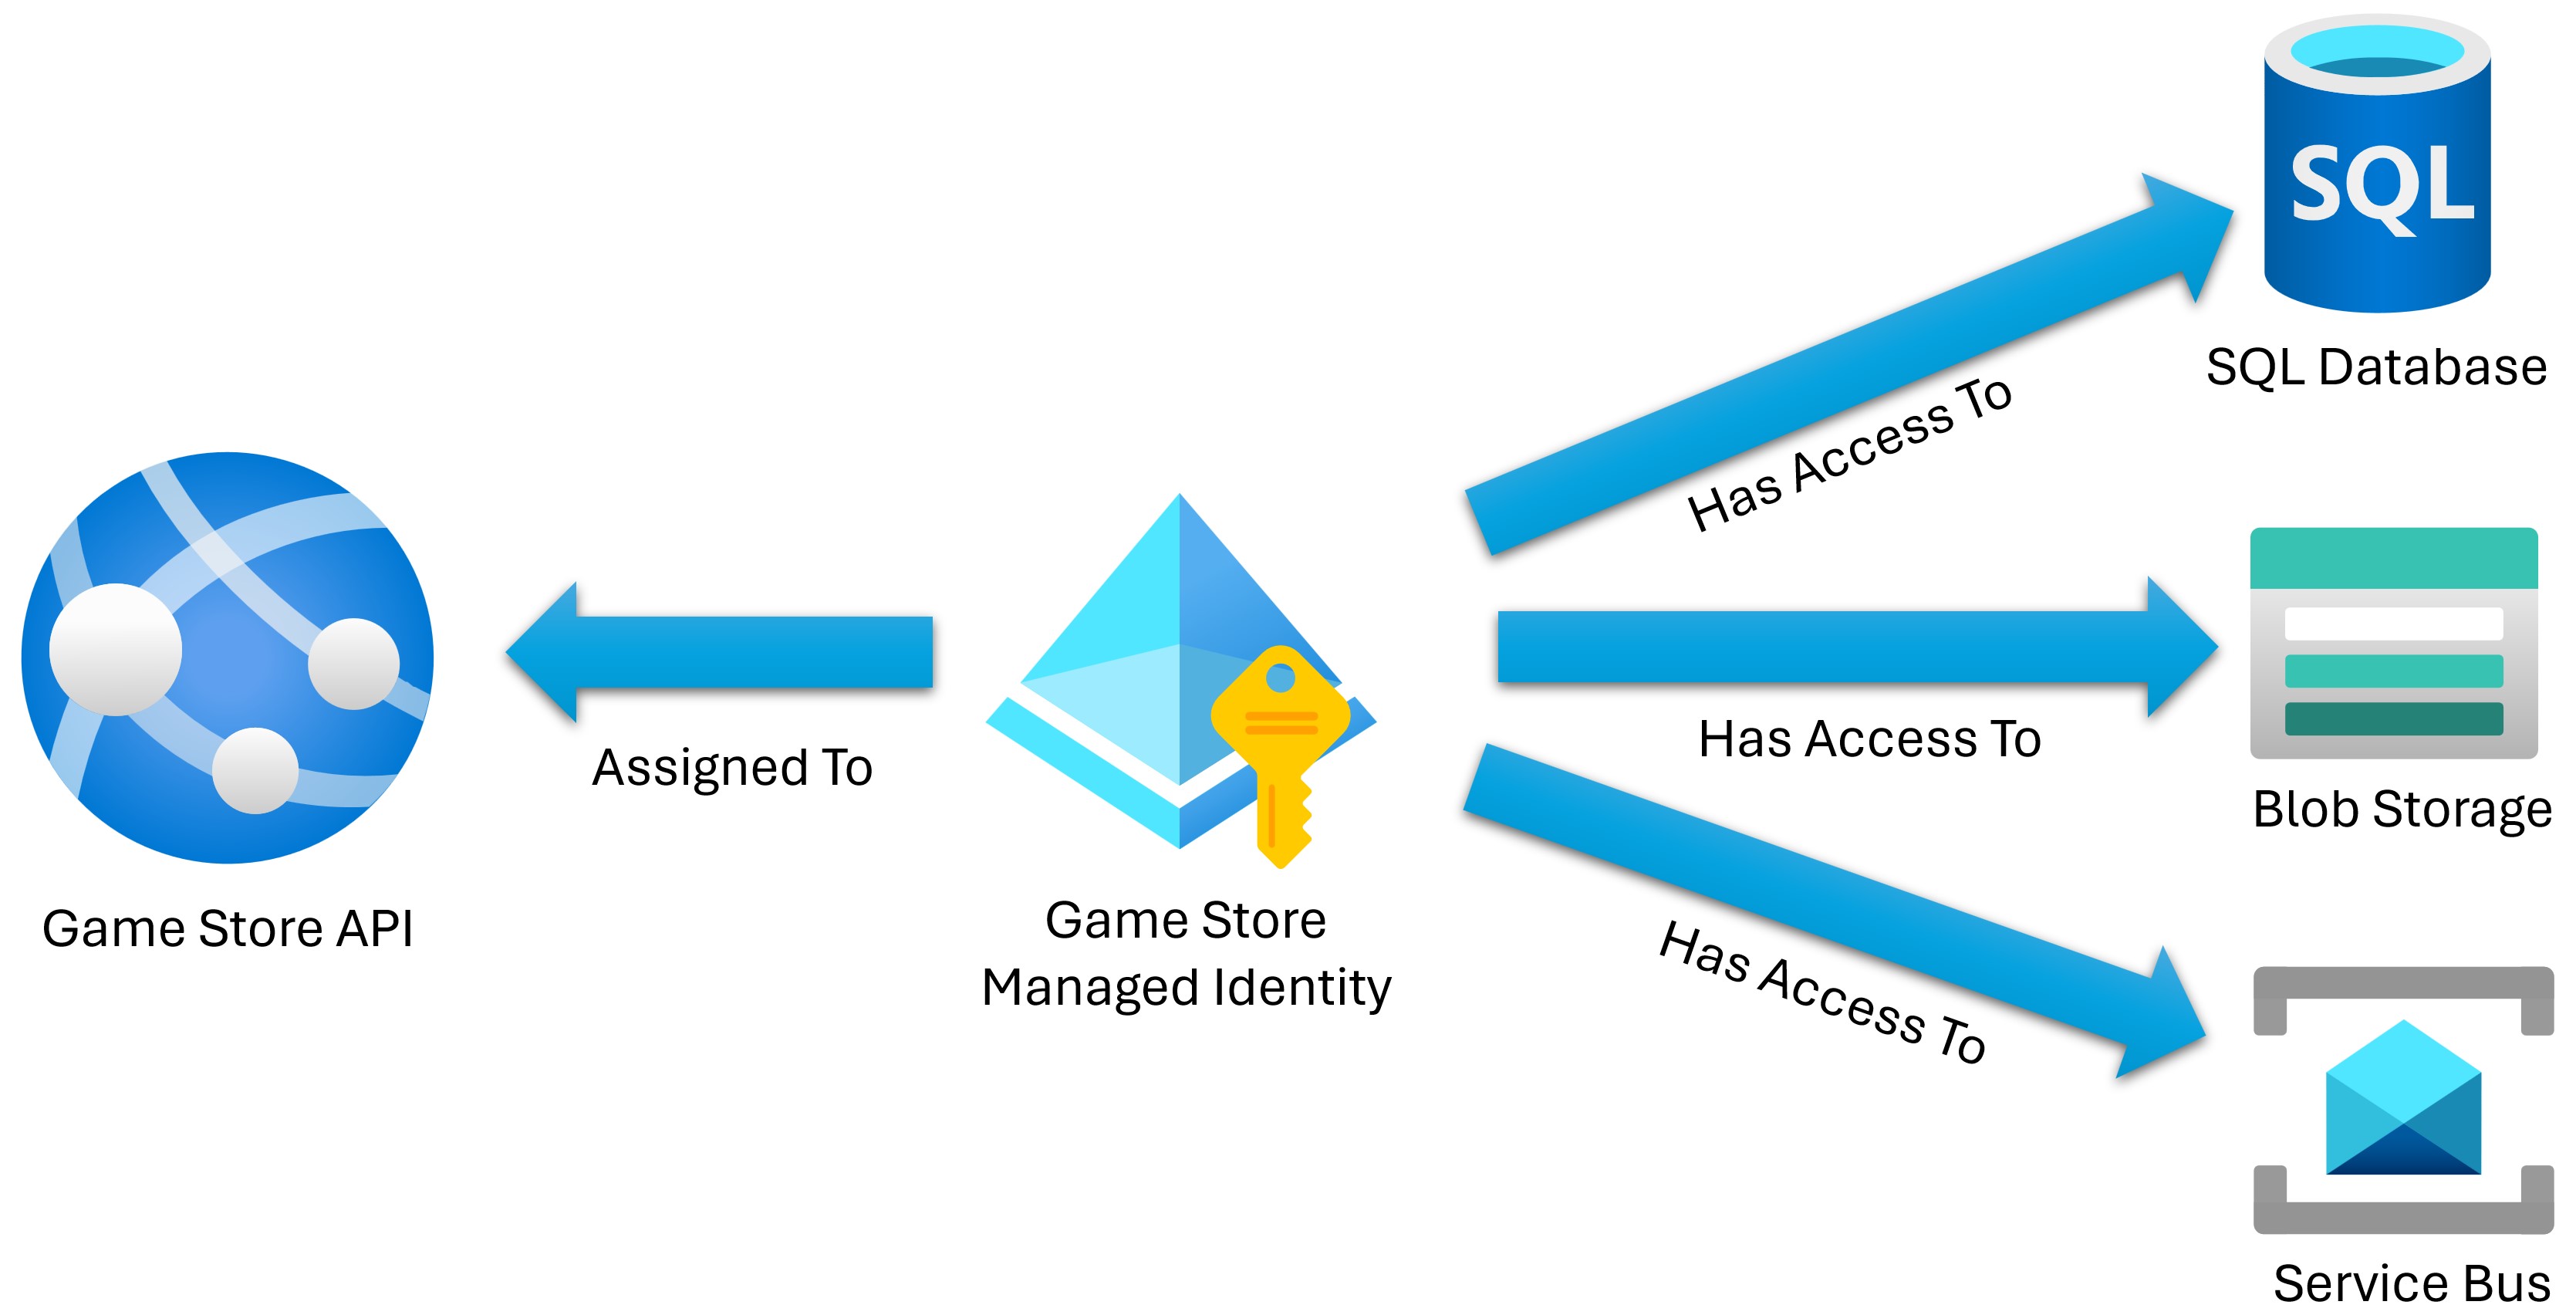 SQL
SQL Database
Has Access To
Game Store API
Assigned To
Game Store
Managed Identity
Has Access To
Blob Storage
Has Access To
Service Bus